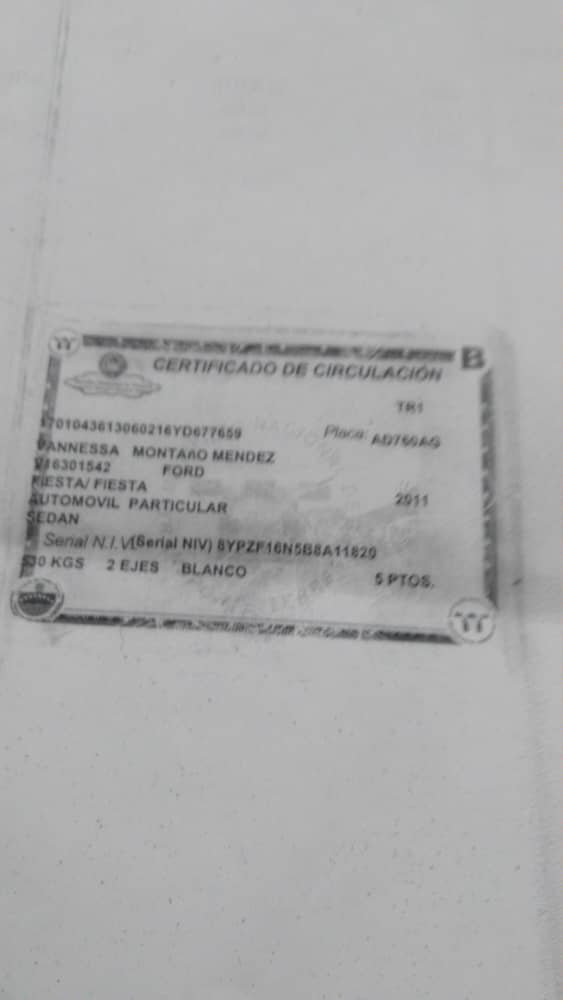 B
CERTIFICADO DE CIRCULACIÓN
TR1
1701043613060216YD677659 Placa: AD760AG
VANNESSA MONTAñO MENDEZ
V16301542 FORD
FIESTA/ FIESTA 2011
AUTOMOVIL PARTICULAR
SEDAN
Serial N.I.V (Serial NIV) 8YPZF16N5B8A11820
530 KGS 2 EJES BLANCO 5 PTOS.